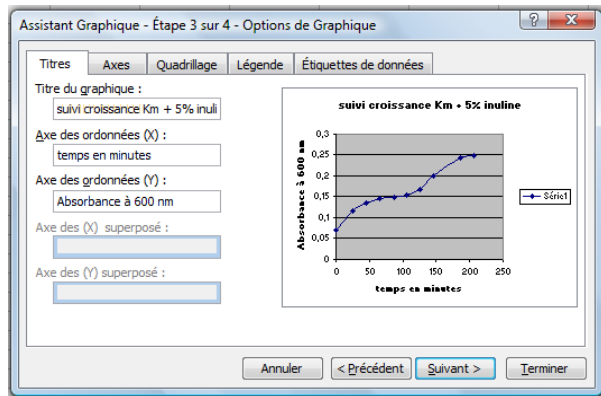 Assistant Graphique - Étape 3 sur 4 - Options de Graphique
Titres Axes Quadrillage Légende Étiquettes de données
Titre du graphique :
suivi croissance Km + 5% inuli
Axe des ordonnées (X) :
temps en minutes
Axe des ordonnées (Y) :
Absorbance à 600 nm
Axe des (X) superposé :
Axe des (Y) superposé :
suivi croissance Km + 5% inuline
Absorbance à 600 nm
0,3
0,25
0,2
0,15
0,1
0,05
0
0 50 100 150 200 250
temps en minutes
Série1
Annuler < Précédent Suivant > Terminer